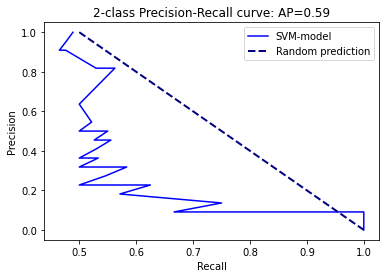 2-class Precision-Recall curve: AP=0.59
SVM-model
Random prediction
1.0
0.8
0.6
0.4
0.2
0.0
Precision
0.5
0.6
0.7
0.8
0.9
1.0
Recall